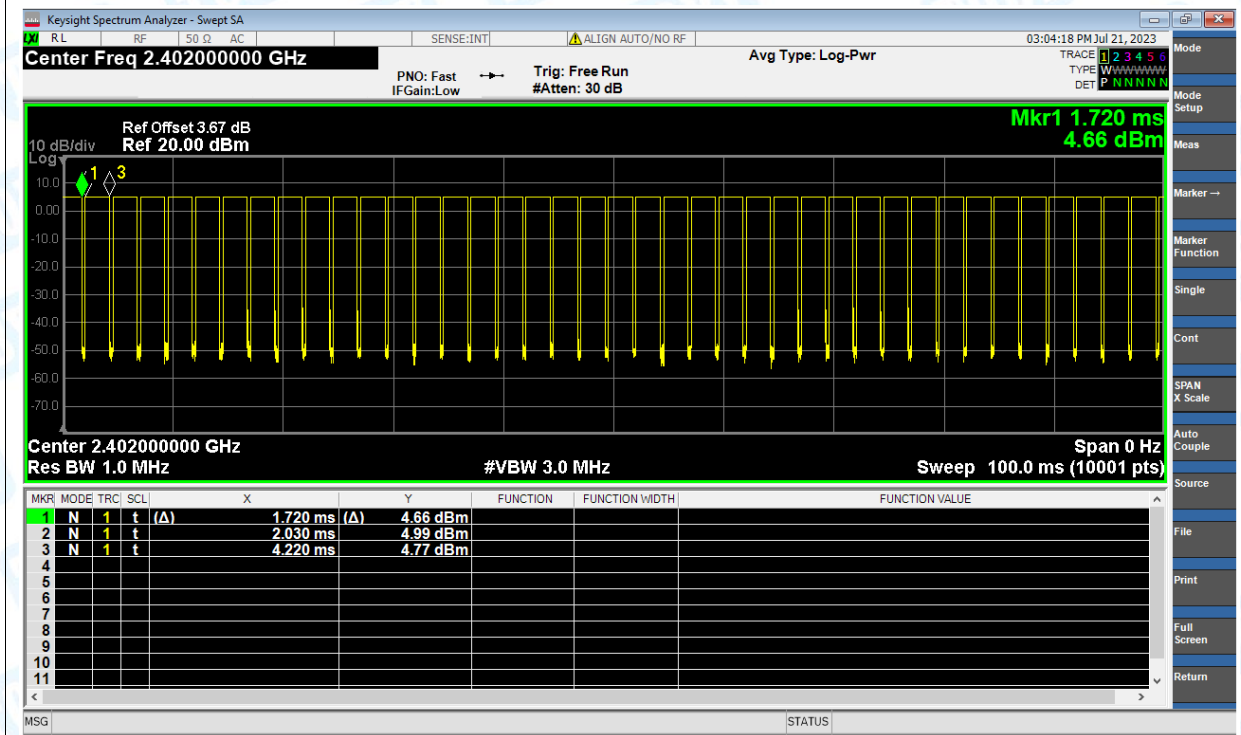 Keysight Spectrum Analyzer - Swept SA
LXI RL RF 50 Ω AC SENSE:INT ALIGN AUTO/NO RF 03:04:18 PM Jul 21, 2023
Center Freq 2.402000000 GHz
PNO: Fast
IFGain:Low
Trig: Free Run
#Atten: 30 dB
Avg Type: Log-Pwr
TRACE 1 2 3 4 5 6
TYPE WWWWWW
DET P N N N N N
Ref Offset 3.67 dB
10 dB/div Ref 20.00 dBm
Log
Mkr1 1.720 ms
4.66 dBm
1
3
10.0
0.00
-10.0
-20.0
-30.0
-40.0
-50.0
-60.0
-70.0
Center 2.402000000 GHz Span 0 Hz
Res BW 1.0 MHz #VBW 3.0 MHz Sweep 100.0 ms (10001 pts)
MKR MODE TRC SCL X Y FUNCTION FUNCTION WIDTH FUNCTION VALUE
1 N 1 t (Δ) 1.720 ms (Δ) 4.66 dBm
2 N 1 t 2.030 ms 4.99 dBm
3 N 1 t 4.220 ms 4.77 dBm
4
5
6
7
8
9
10
11
MSG STATUS
Mode
Mode
Setup
Meas
Marker →
Marker
Function
Single
Cont
SPAN
X Scale
Auto
Couple
Source
File
Print
Full
Screen
Return